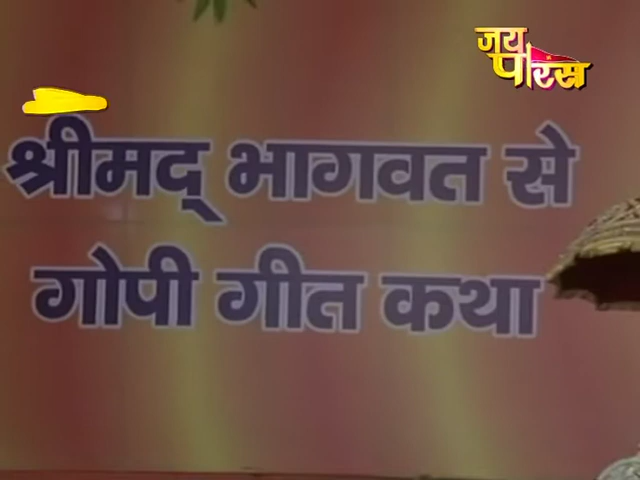 जय
पारस
श्रीमद् भागवत से
गोपी गीत कथा